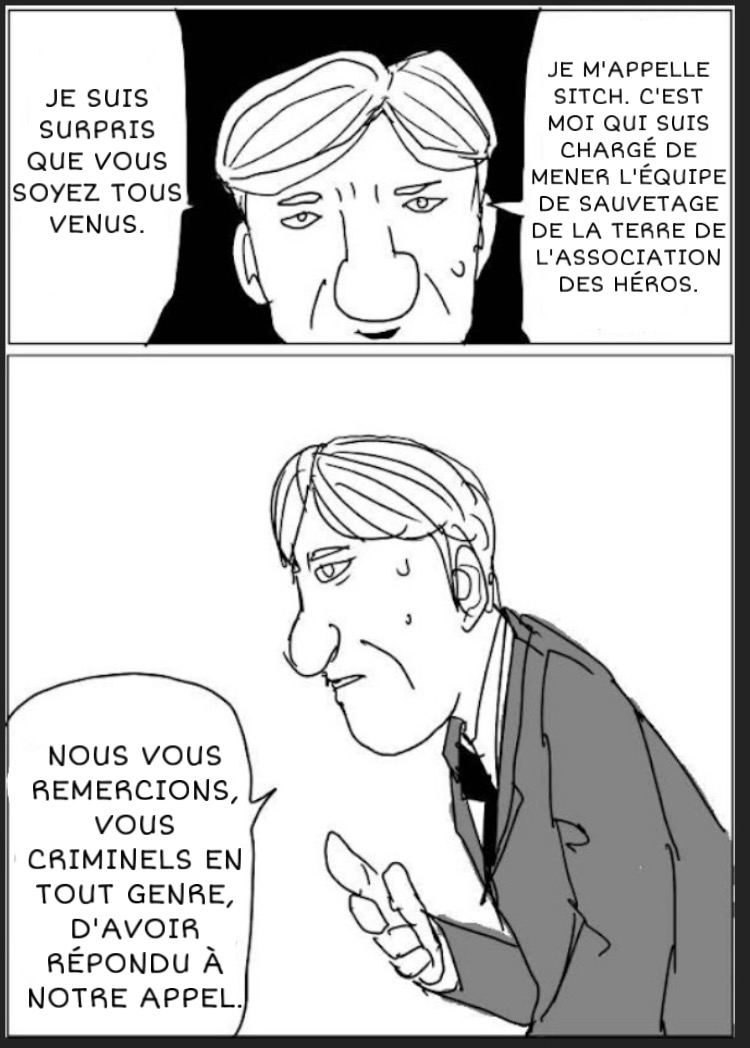 JE M'APPELLE
SITCH. C'EST
MOI QUI SUIS
CHARGÉ DE
MENER L'ÉQUIPE
DE SAUVETAGE
DE LA TERRE DE
L'ASSOCIATION
DES HÉROS.
JE SUIS
SURPRIS
QUE VOUS
SOYEZ TOUS
VENUS.
NOUS VOUS
REMERCIONS,
VOUS
CRIMINELS EN
TOUT GENRE,
D'AVOIR
RÉPONDU À
NOTRE APPEL.